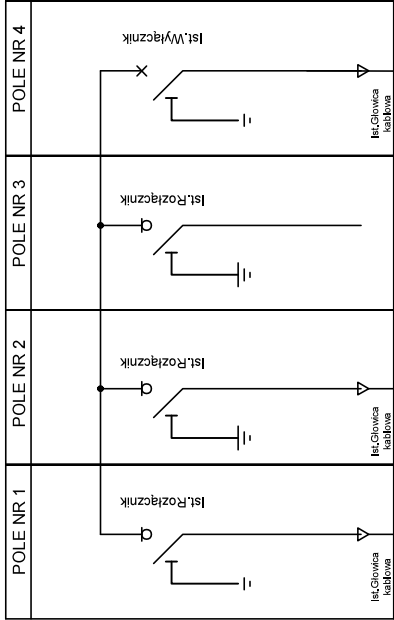 POLE NR 4
Ist.Wyłącznik
Ist.Głowica
kablowa
POLE NR 3
Ist.Rozłącznik
POLE NR 2
Ist.Rozłącznik
Ist.Głowica
kablowa
POLE NR 1
Ist.Rozłącznik
Ist.Głowica
kablowa